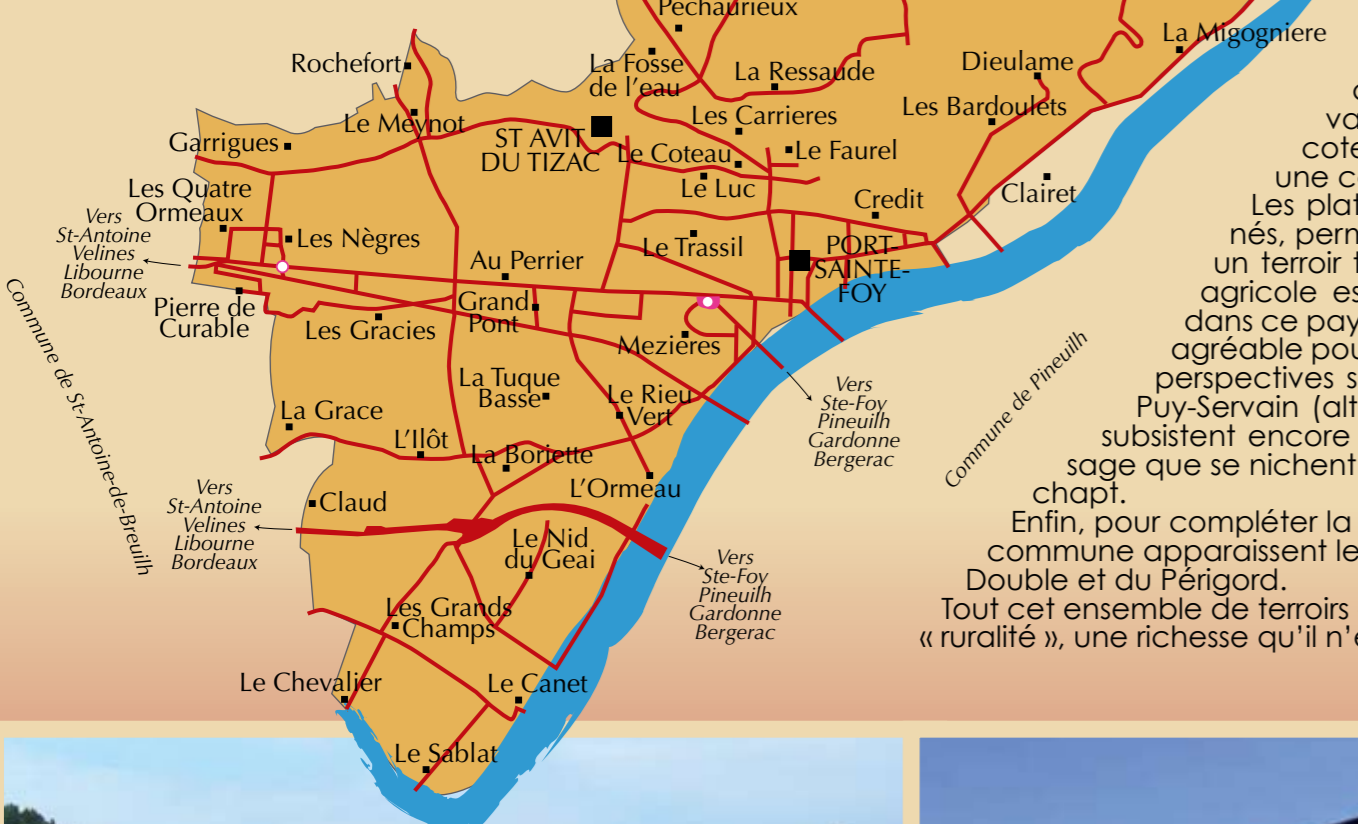 Pechaurieux
La Migogniere
Rochefort
La Fosse
de l'eau
La Ressaude
Dieulame
Les Carrieres
Les Bardoulets
Le Meynot
ST AVIT
DU TIZAC
Garrigues
Le Coteau
Le Faurel
Le Luc
Clairet
Les Quatre
Ormeaux
Credit
Vers
St-Antoine
Velines
Libourne
Bordeaux
Les Nègres
Le Trassil
PORT-
SAINTE-
FOY
Au Perrier
Pierre de
Curable
Grand
Pont
Les Gracies
Mezières
Commune de St-Antoine-de-Breuilh
Commune de Pineuilh
La Tuque
Basse
Le Rieu
Vert
Vers
Ste-Foy
Pineuilh
Gardonne
Bergerac
La Grace
L'Ilôt
La Boriette
L'Ormeau
Claud
Vers
St-Antoine
Velines
Libourne
Bordeaux
Le Nid
du Geai
Vers
Ste-Foy
Pineuilh
Gardonne
Bergerac
Les Grands
Champs
Le Chevalier
Le Canet
Le Sablat
va
cote
une c
Les plat
nés, perm
un terroir t
agricole es
dans ce pay
agréable pou
perspectives s
Puy-Servain (alt
subsistent encore
sage que se nichent
chapt.
Enfin, pour compléter la
commune apparaissent le
Double et du Périgord.
Tout cet ensemble de terroirs
« ruralité », une richesse qu'il n'